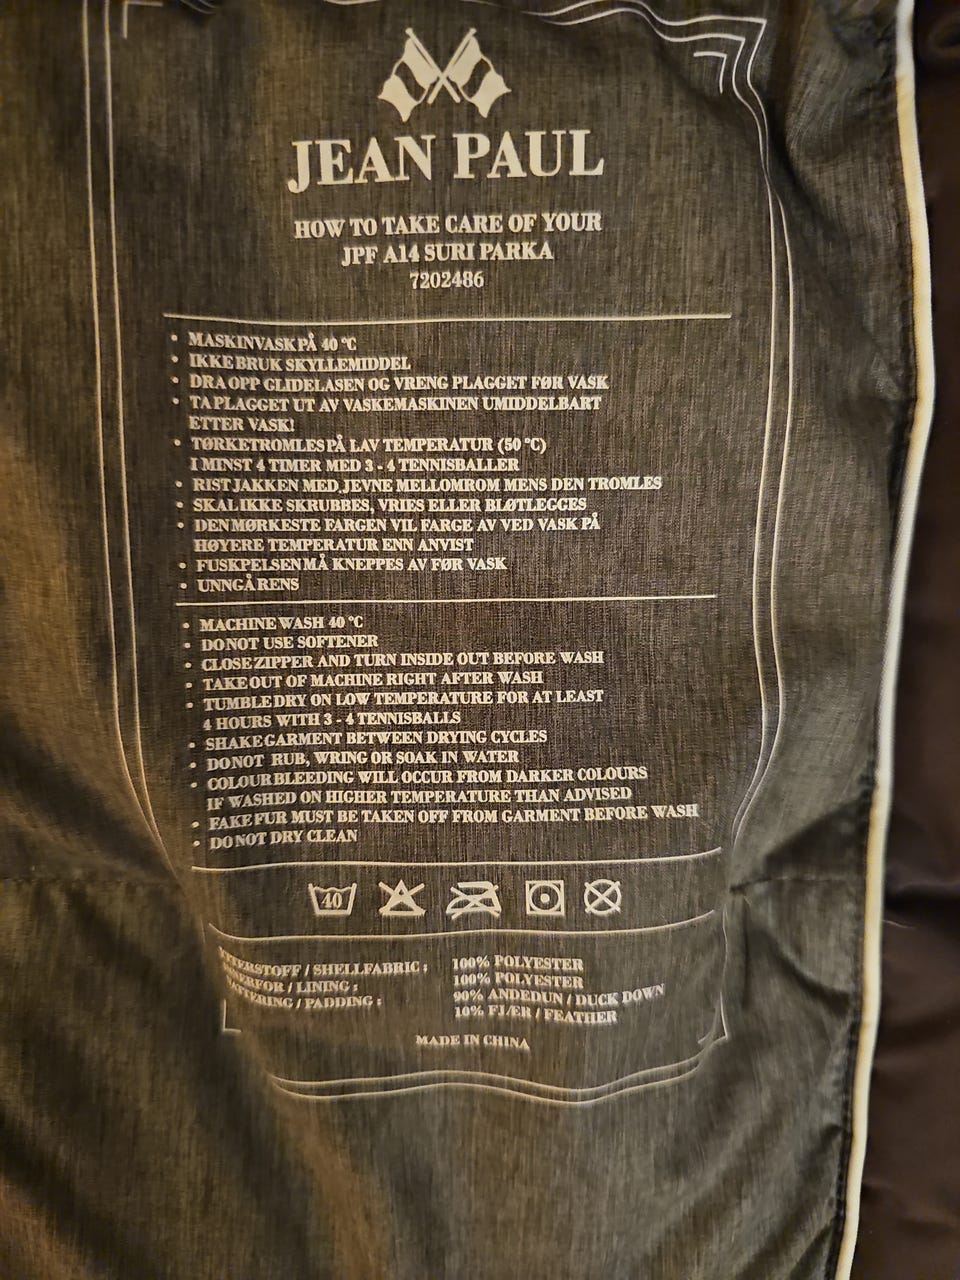 JEAN PAUL
HOW TO TAKE CARE OF YOUR
JPF A14 SURI PARKA
7202486
• MASKINVASK PÅ 40 °C
• IKKE BRUK SKYLLEMIDDEL
• DRA OPP GLIDELASEN OG VRENG PLAGGET FØR VASK
• TA PLAGGET UT AV VASKEMASKINEN UMIDDELBART
ETTER VASK!
• TØRKETROMLES PÅ LAV TEMPERATUR (50 °C)
I MINST 4 TIMER MED 3 - 4 TENNISBALLER
• RIST JAKKEN MED JEVNE MELLOMROM MENS DEN TROMLES
• SKAL IKKE SKRUBBES, VRIES ELLER BLØTLEGGES
• DEN MØRKESTE FARGEN VIL FARGE AV VED VASK PÅ
HØYERE TEMPERATUR ENN ANVIST
• FUSKPELSEN MÅ KNEPPES AV FØR VASK
• UNNGÅ RENS
• MACHINE WASH 40 °C
• DO NOT USE SOFTENER
• CLOSE ZIPPER AND TURN INSIDE OUT BEFORE WASH
• TAKE OUT OF MACHINE RIGHT AFTER WASH
• TUMBLE DRY ON LOW TEMPERATURE FOR AT LEAST
4 HOURS WITH 3 - 4 TENNISBALLS
• SHAKE GARMENT BETWEEN DRYING CYCLES
• DO NOT RUB, WRING OR SOAK IN WATER
• COLOUR BLEEDING WILL OCCUR FROM DARKER COLOURS
IF WASHED ON HIGHER TEMPERATURE THAN ADVISED
• FAKE FUR MUST BE TAKEN OFF FROM GARMENT BEFORE WASH
• DO NOT DRY CLEAN
40
/ SHELLFABRIC : 100% POLYESTER
/ LINING : 100% POLYESTER
/ PADDING : 90% ANDEDUN / DUCK DOWN
10% FJÆR / FEATHER
MADE IN CHINA